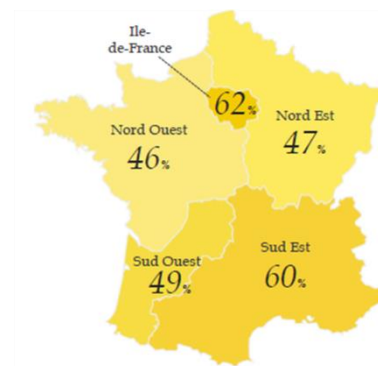 Ile-
de-France
62%
Nord Est
47%
Nord Ouest
46%
Sud Ouest
49%
Sud Est
60%